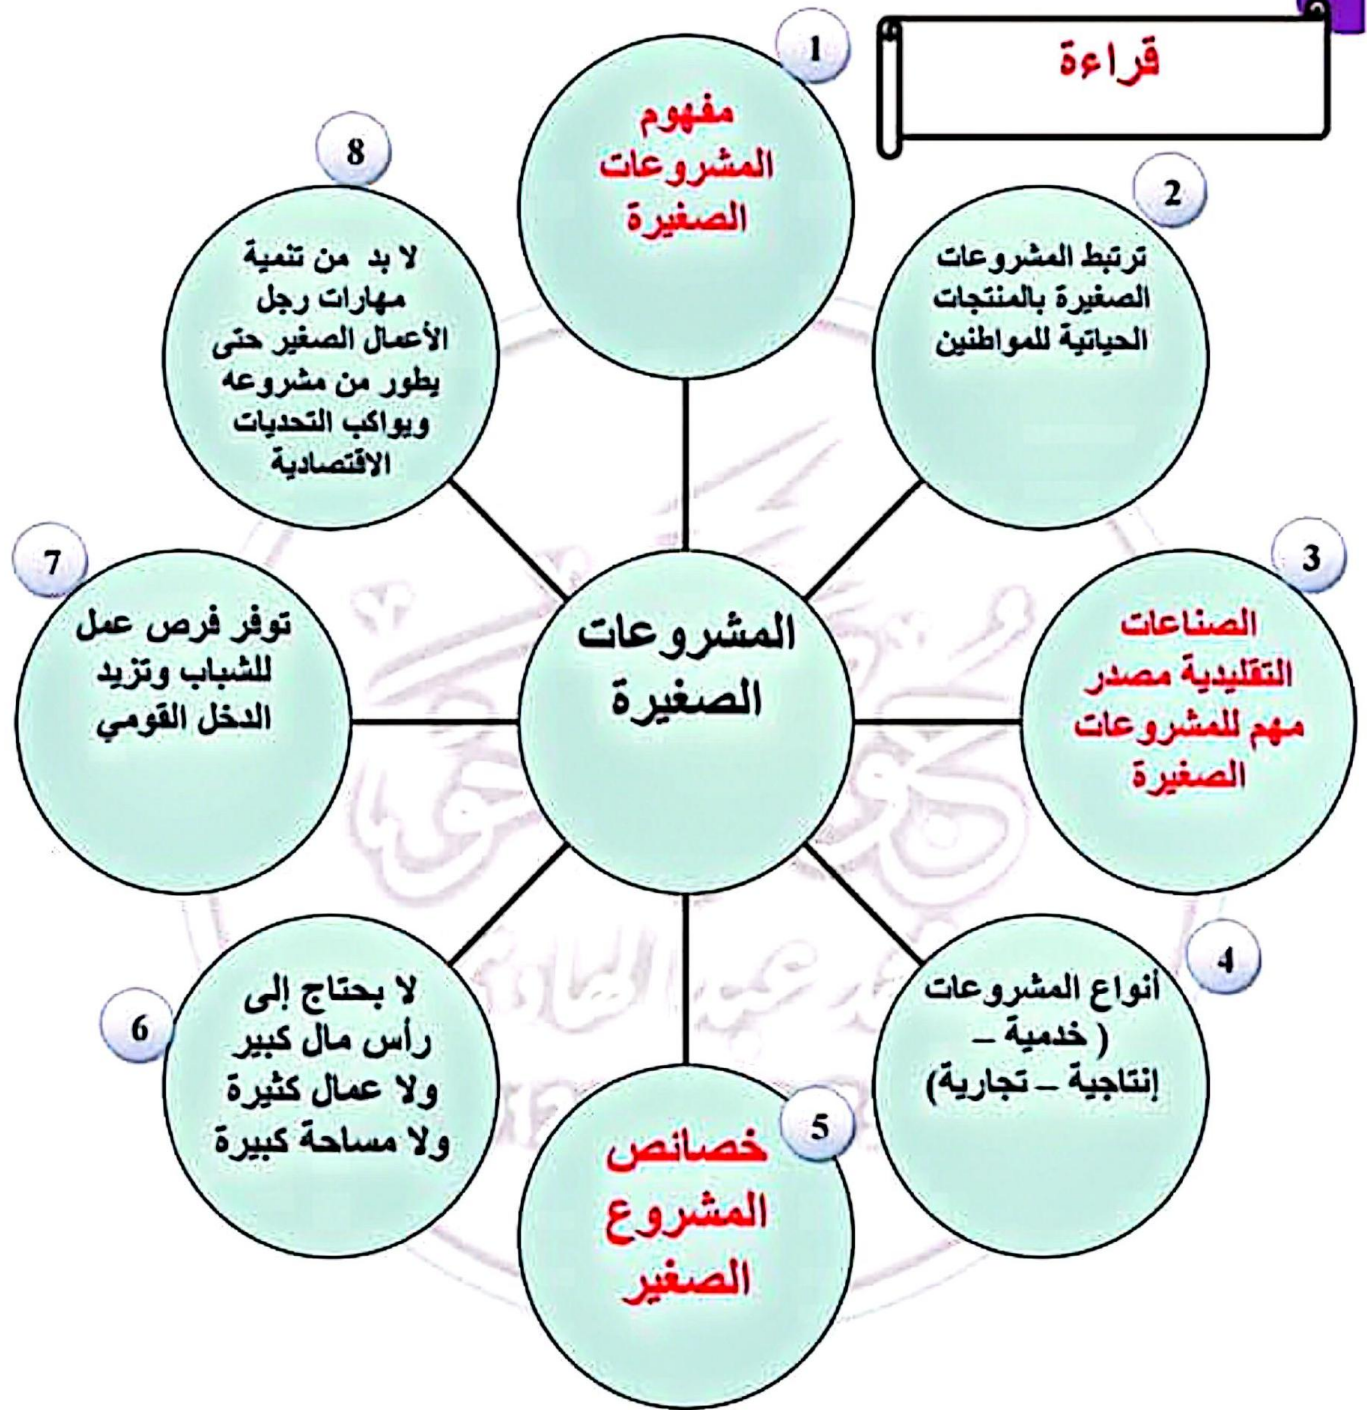 قراءة
1
مفهوم
المشروعات
الصغيرة
2
ترتبط المشروعات
الصغيرة بالمنتجات
الحياتية للمواطنين
3
الصناعات
التقليدية مصدر
مهم للمشروعات
الصغيرة
4
أنواع المشروعات
( خدمية –
إنتاجية – تجارية)
5
خصائص
المشروع
الصغير
6
لا بحتاج إلى
رأس مال كبير
ولا عمال كثيرة
ولا مساحة كبيرة
7
توفر فرص عمل
للشباب وتزيد
الدخل القومي
8
لا بد من تنمية
مهارات رجل
الأعمال الصغير حتى
يطور من مشروعه
ويواكب التحديات
الاقتصادية
المشروعات
الصغيرة
عبد الهادي